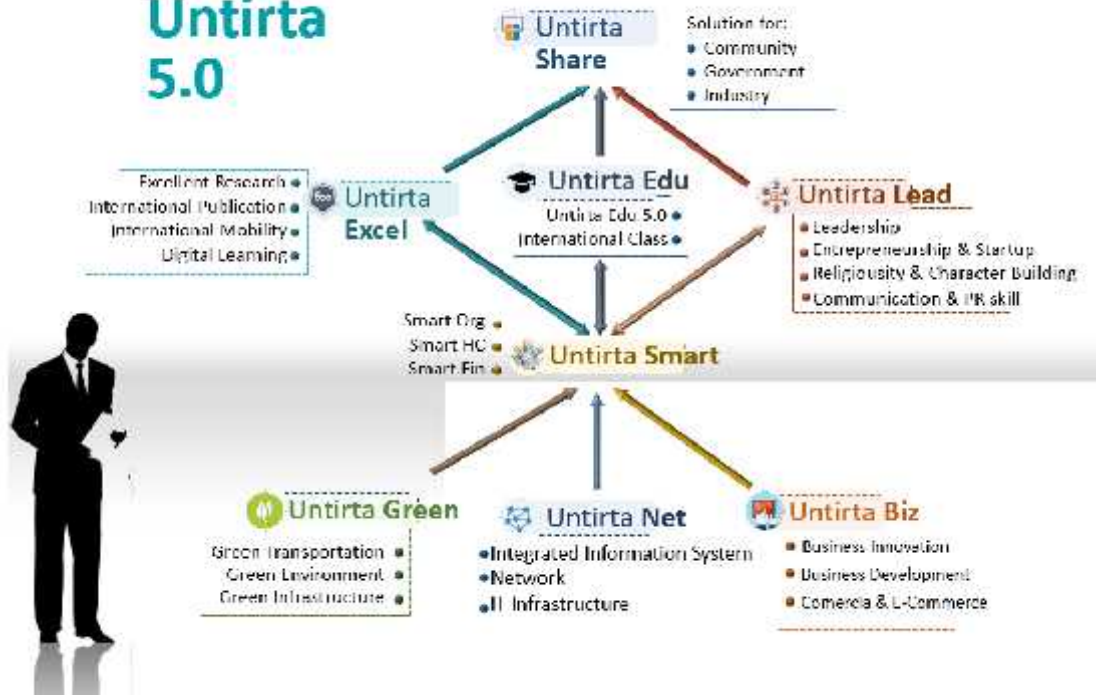 Untirta
5.0
Untirta
Share
Solution for:
Community
Government
Industry
Excellent Research
International Publication
International Mobility
Digital Learning
Untirta
Excel
Untirta Edu
Untirta Edu 5.0
International Class
Untirta Lead
Leadership
Entrepreneurship & Startup
Religiousity & Character Building
Communication & PR skill
Smart Org
Smart HC
Smart Fin
Untirta Smart
Untirta Green
Green Transportation
Green Environment
Green Infrastructure
Untirta Net
Integrated Information System
Network
IT Infrastructure
Untirta Biz
Business Innovation
Business Development
Comercia & E-Commerce